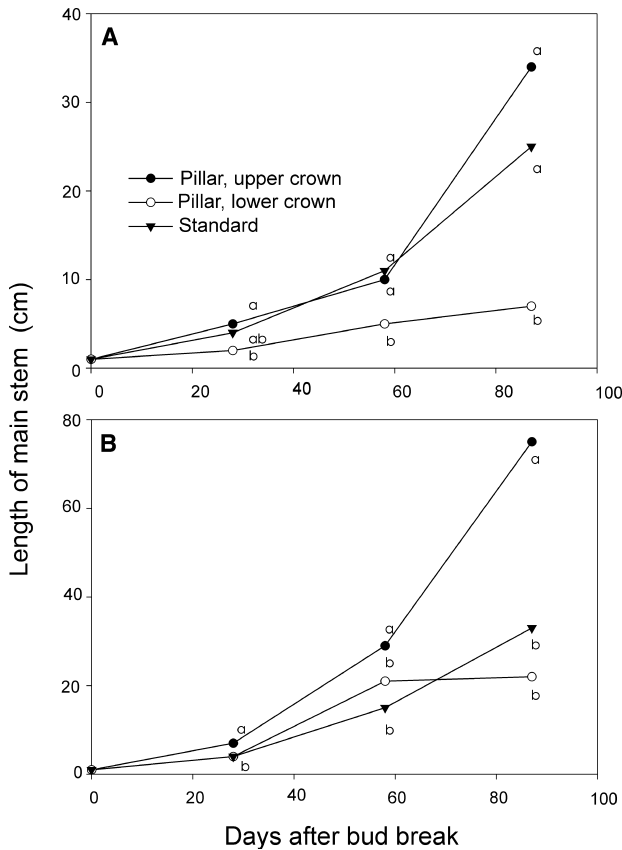 40
A
a
30
Pillar, upper crown
a
Pillar, lower crown
20
Standard
a
10
a
a
ab
b
b
b
0
0 20 40 60 80 100
Length of main stem (cm)
80
B
a
60
40
a
b
b
20
b
a
b
b
0
0 20 40 60 80 100
Days after bud break